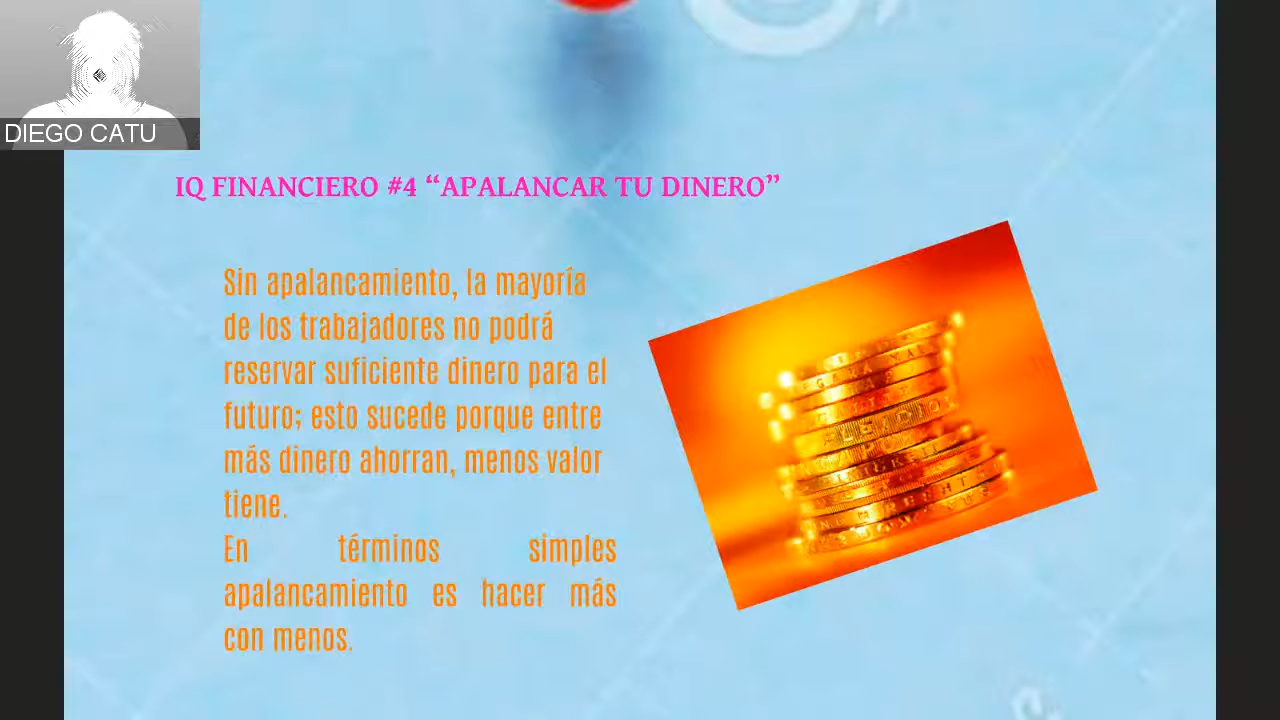 DIEGO CATU
IQ FINANCIERO #4 “APALANCAR TU DINERO”
Sin apalancamiento, la mayoría
de los trabajadores no podrá
reservar suficiente dinero para el
futuro; esto sucede porque entre
más dinero ahorran, menos valor
tiene.
En términos simples
apalancamiento es hacer más
con menos.